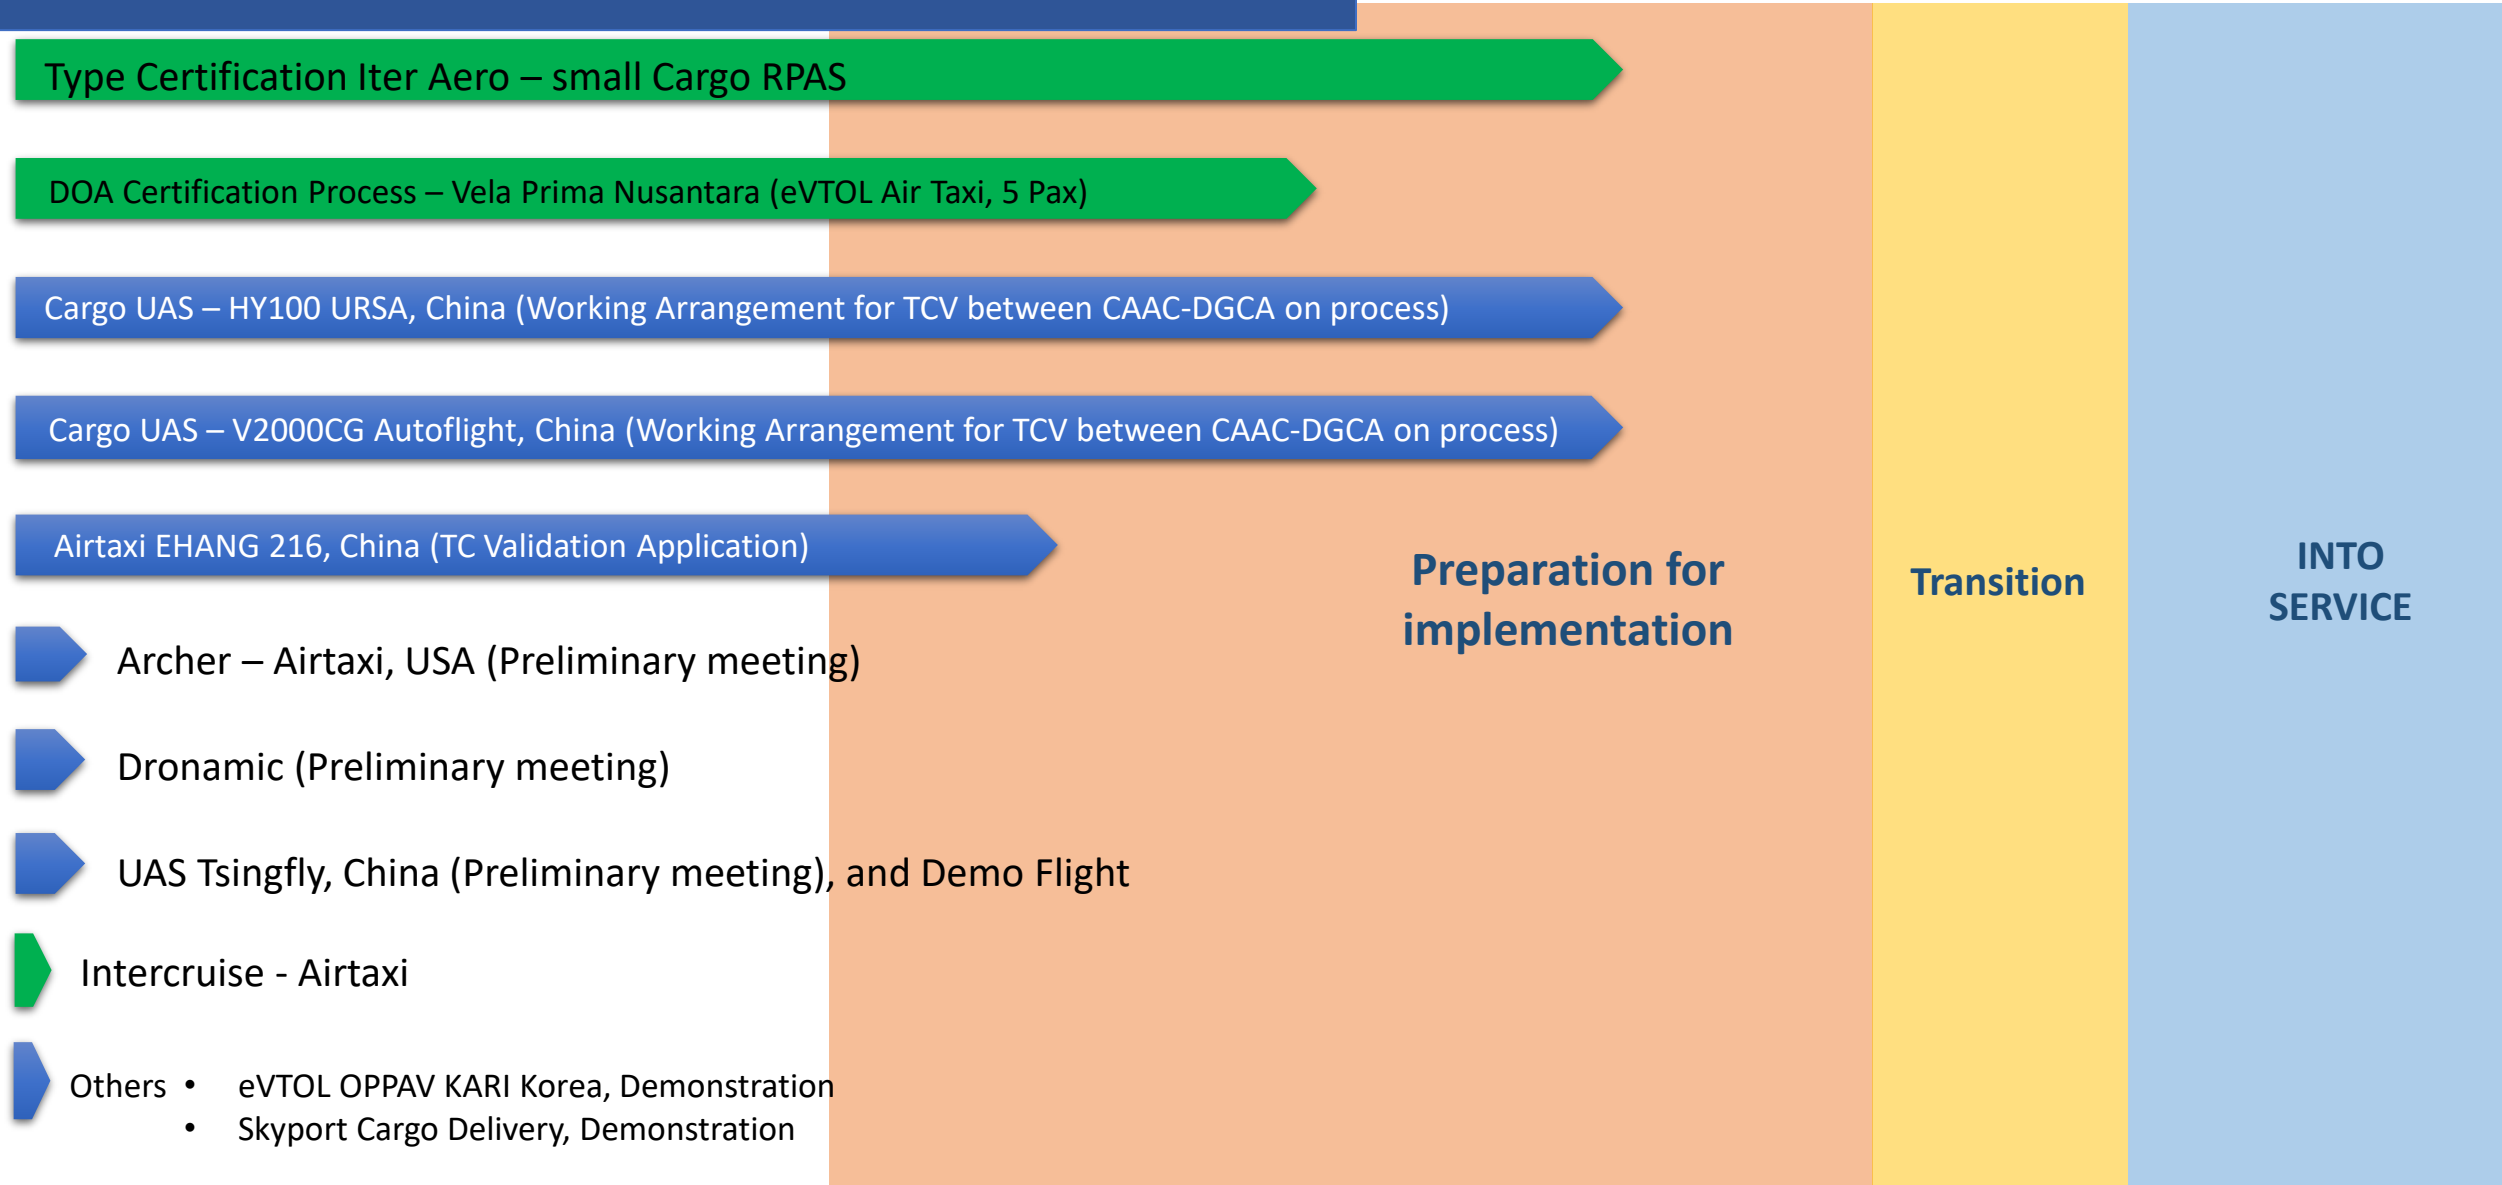 Type Certification Iter Aero – small Cargo RPAS
DOA Certification Process – Vela Prima Nusantara (eVTOL Air Taxi, 5 Pax)
Cargo UAS – HY100 URSA, China (Working Arrangement for TCV between CAAC-DGCA on process)
Cargo UAS – V2000CG Autoflight, China (Working Arrangement for TCV between CAAC-DGCA on process)
Airtaxi EHANG 216, China (TC Validation Application)
Preparation for
implementation
Transition
INTO
SERVICE
Archer – Airtaxi, USA (Preliminary meeting)
Dronamic (Preliminary meeting)
UAS Tsingfly, China (Preliminary meeting), and Demo Flight
Intercruise - Airtaxi
Others • eVTOL OPPAV KARI Korea, Demonstration
• Skyport Cargo Delivery, Demonstration